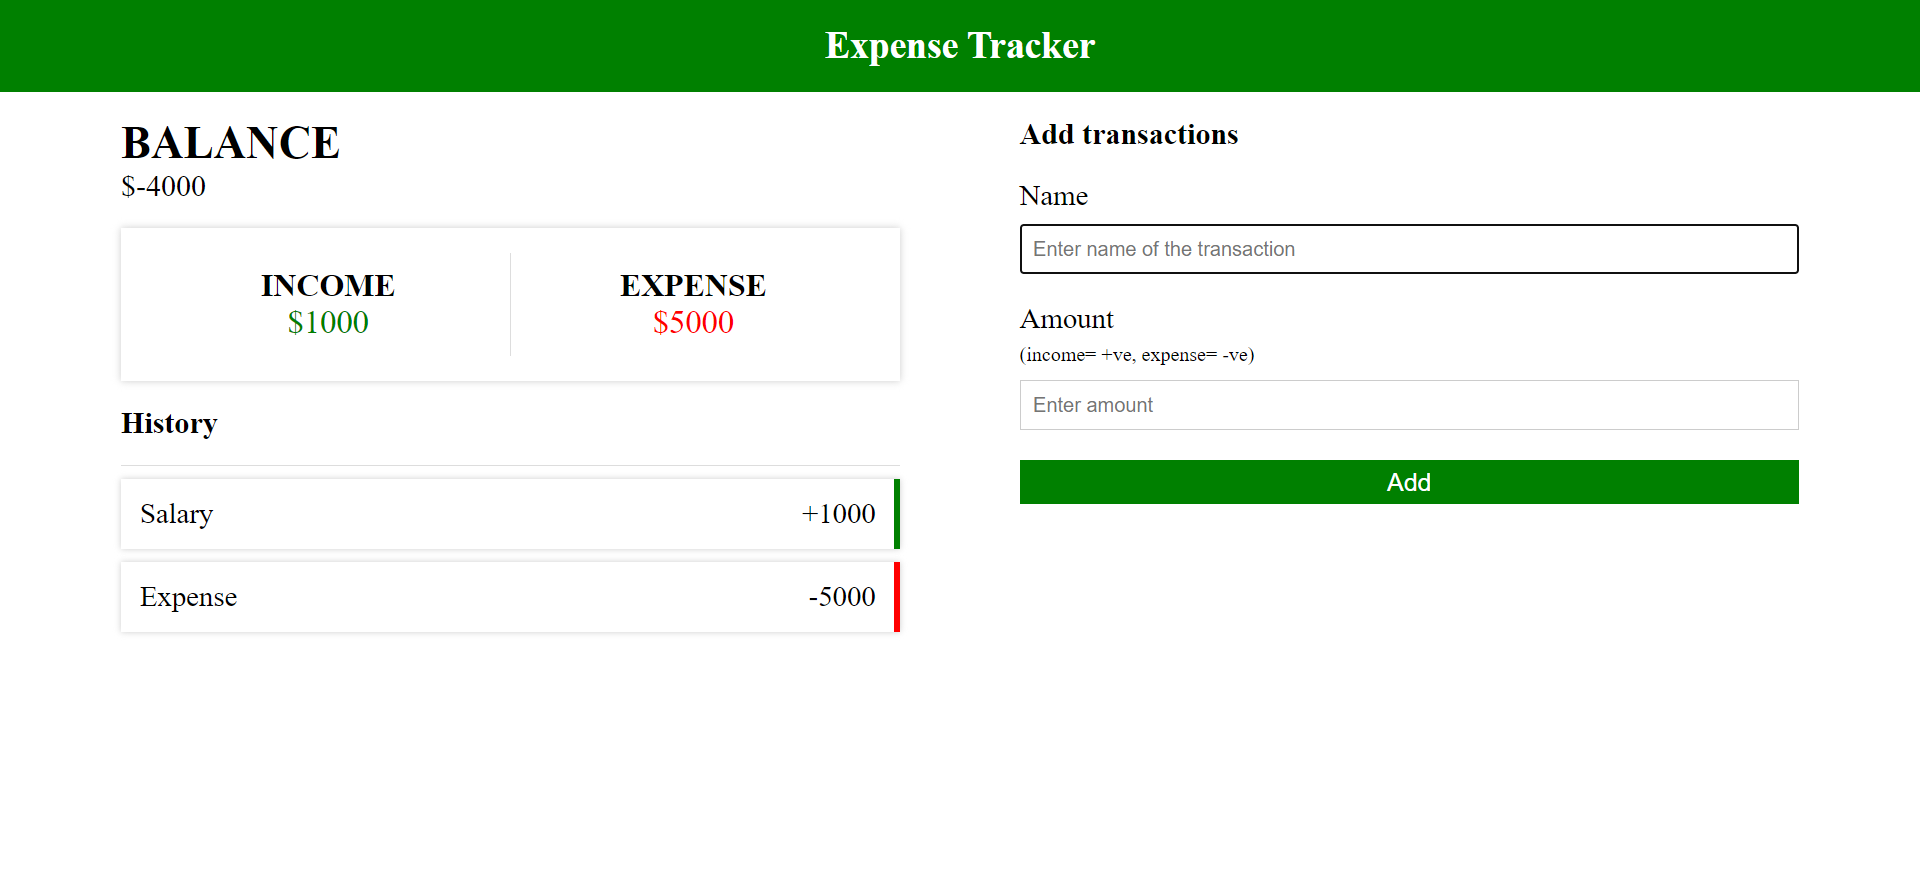 Expense Tracker
BALANCE
$-4000
INCOME
$1000
EXPENSE
$5000
History
Salary +1000
Expense -5000
Add transactions
Name
Enter name of the transaction
Amount
(income= +ve, expense= -ve)
Enter amount
Add